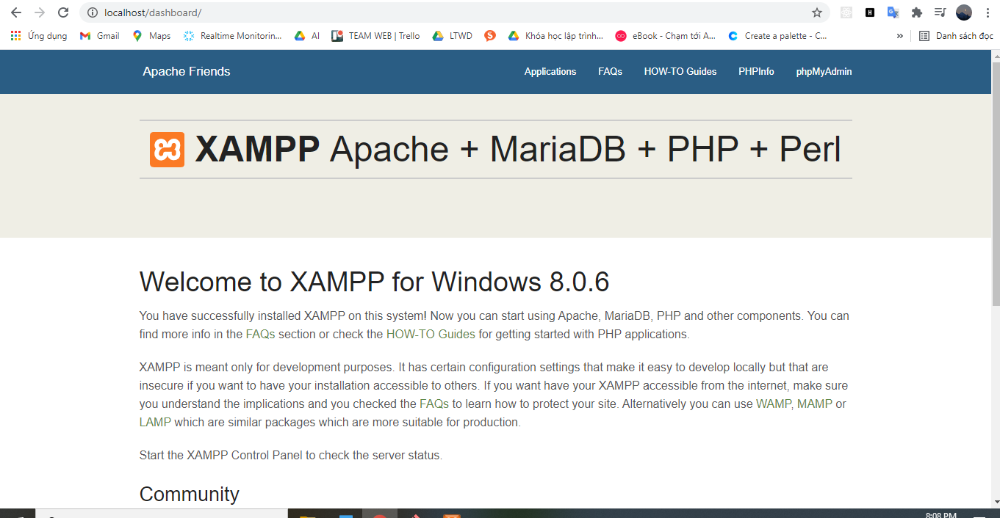 localhost/dashboard/
Ứng dụng Gmail Maps Realtime Monitorin... AI TEAM WEB | Trello LTWD Khóa học lập trình... eBook - Chạm tới A... Create a palette - C... » Danh sách đọc
Apache Friends Applications FAQs HOW-TO Guides PHPInfo phpMyAdmin
XAMPP Apache + MariaDB + PHP + Perl
Welcome to XAMPP for Windows 8.0.6
You have successfully installed XAMPP on this system! Now you can start using Apache, MariaDB, PHP and other components. You can
find more info in the FAQs section or check the HOW-TO Guides for getting started with PHP applications.
XAMPP is meant only for development purposes. It has certain configuration settings that make it easy to develop locally but that are
insecure if you want to have your installation accessible to others. If you want have your XAMPP accessible from the internet, make sure
you understand the implications and you checked the FAQs to learn how to protect your site. Alternatively you can use WAMP, MAMP or
LAMP which are similar packages which are more suitable for production.
Start the XAMPP Control Panel to check the server status.
Community
8:08 PM